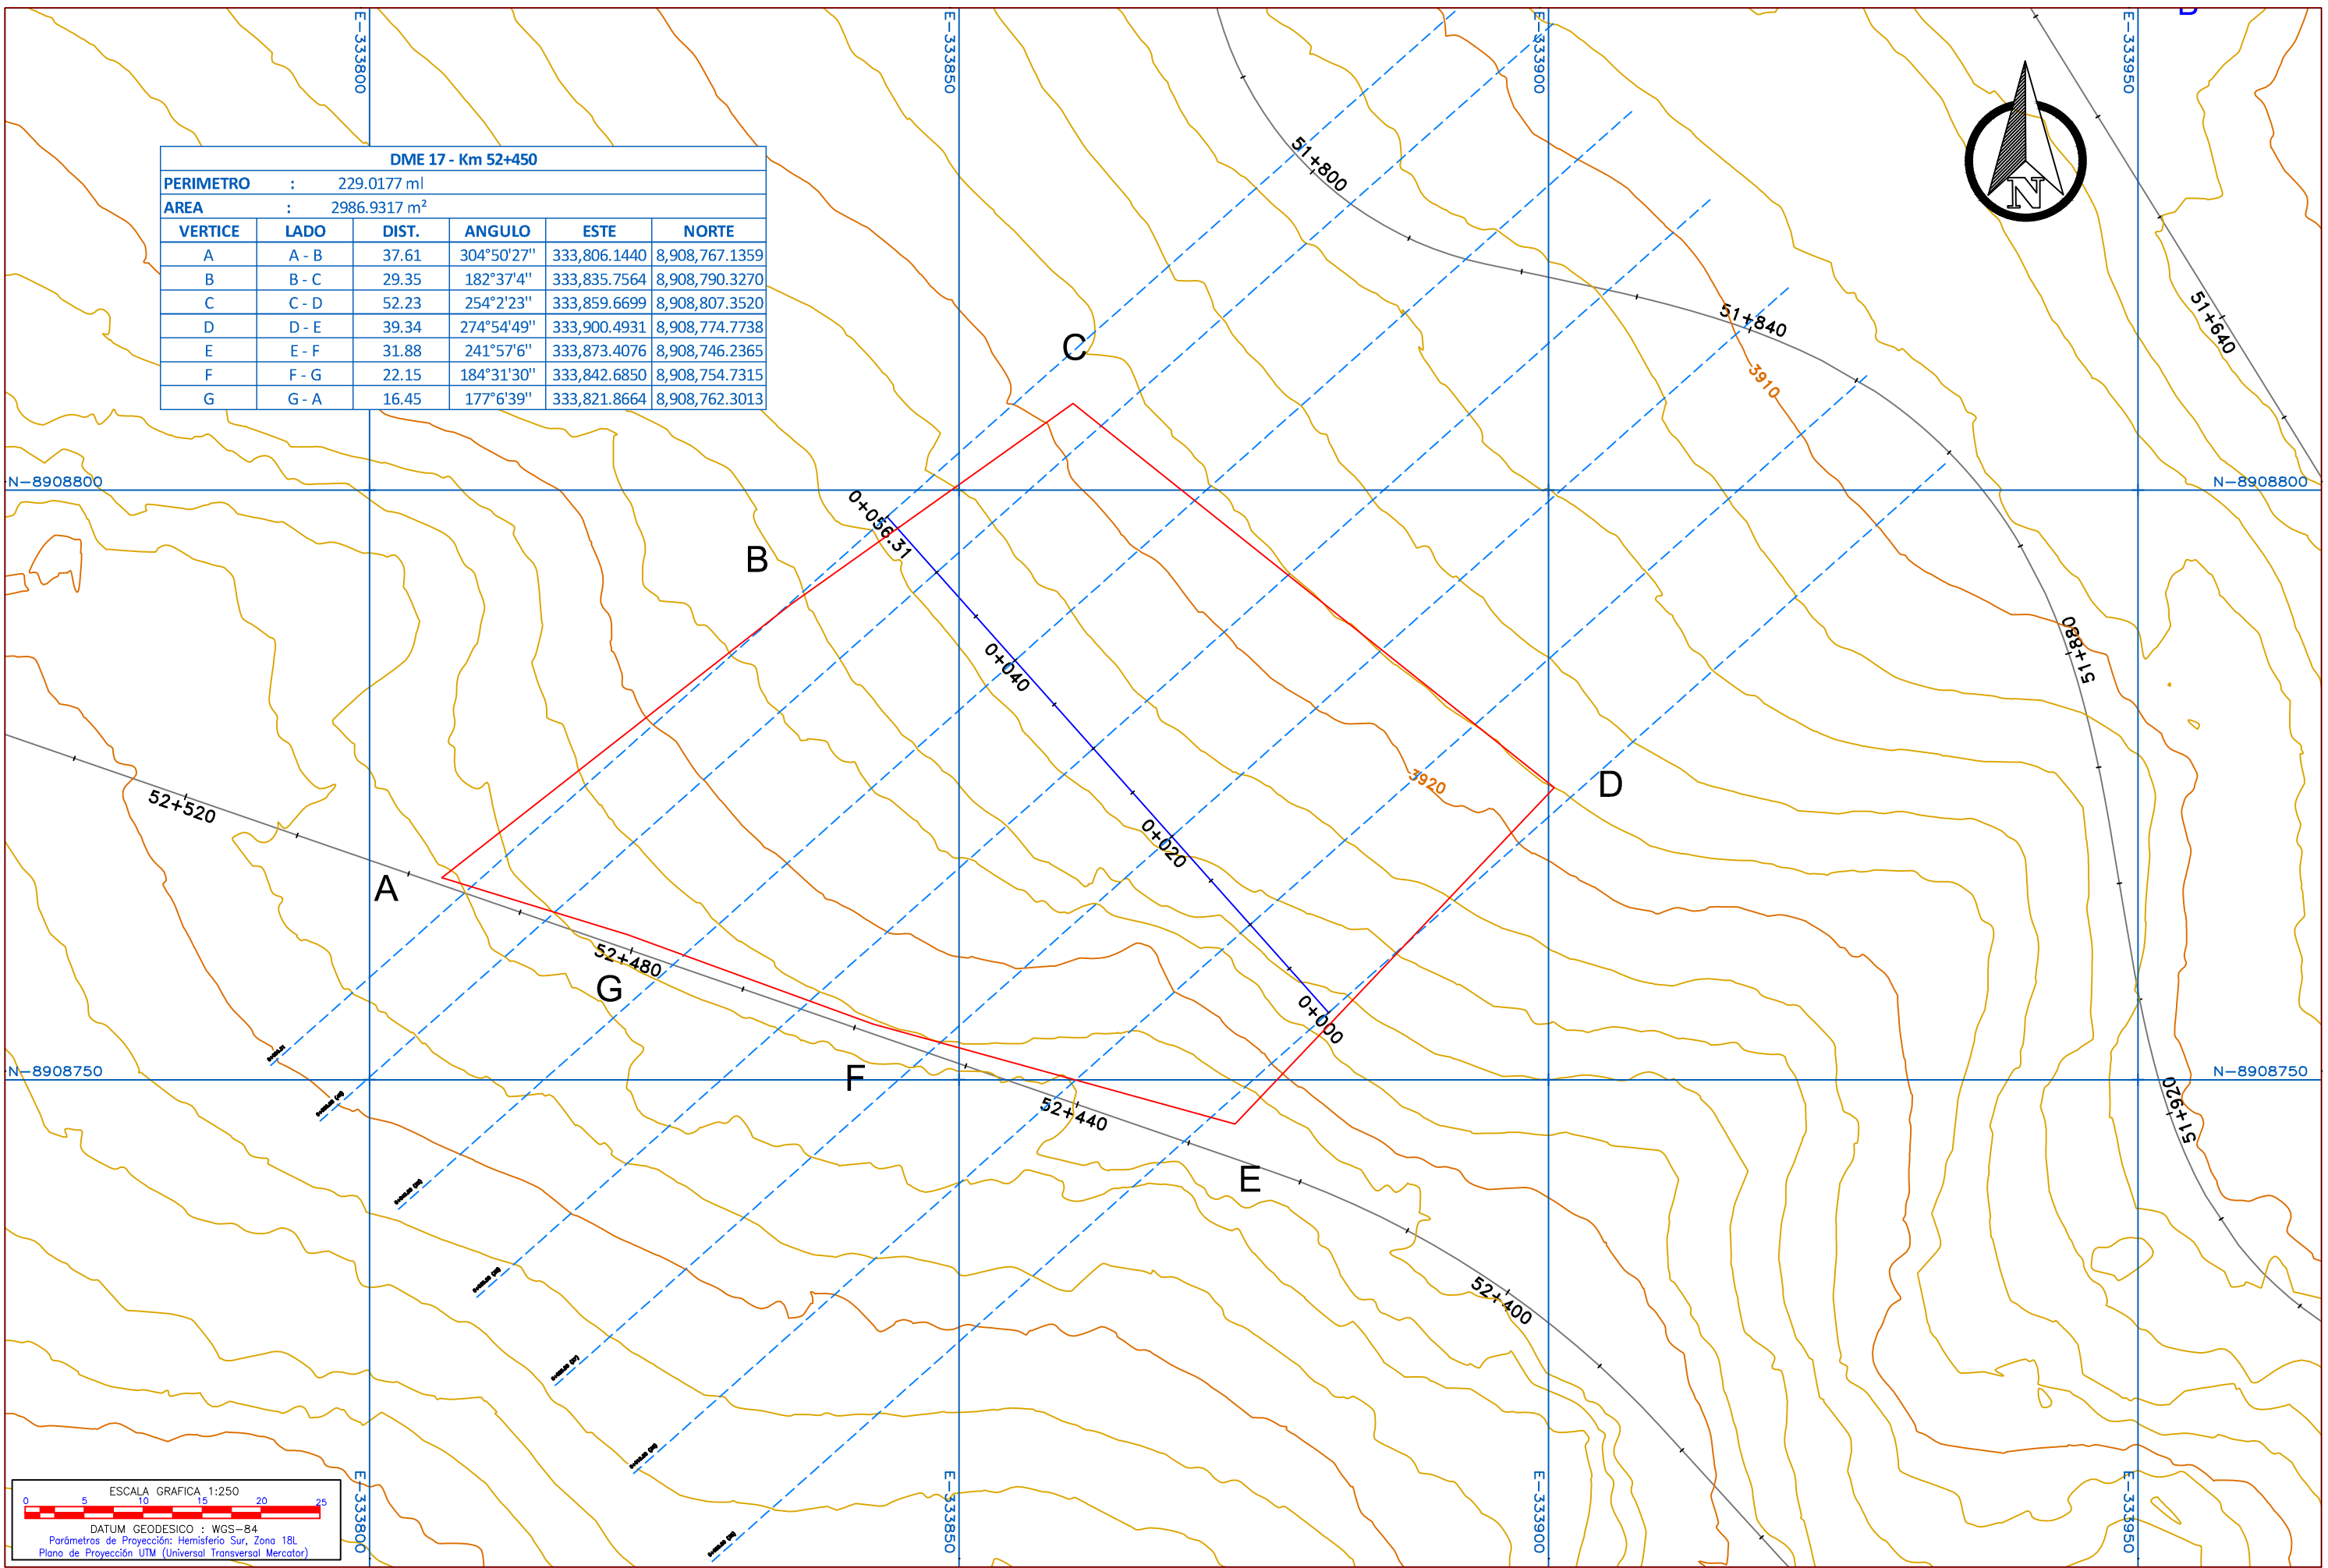 E-333800
E-333850
E-333900
E-333950
DME 17 - Km 52+450
PERIMETRO : 229.0177 ml
AREA : 2986.9317 m²
VERTICE LADO DIST. ANGULO ESTE NORTE
A A - B 37.61 304°50'27" 333,806.1440 8,908,767.1359
B B - C 29.35 182°37'4" 333,835.7564 8,908,790.3270
C C - D 52.23 254°2'23" 333,859.6699 8,908,807.3520
D D - E 39.34 274°54'49" 333,900.4931 8,908,774.7738
E E - F 31.88 241°57'6" 333,873.4076 8,908,746.2365
F F - G 22.15 184°31'30" 333,842.6850 8,908,754.7315
G G - A 16.45 177°6'39" 333,821.8664 8,908,762.3013
N
51+800
51+840
51+640
3910
C
N-8908800
N-8908800
0+056.31
B
0+040
51+880
3920
D
52+520
0+020
A
52+480
G
0+000
F
N-8908750
N-8908750
52+440
51+920
E
52+400
ESCALA GRAFICA 1:250
0 5 10 15 20 25
DATUM GEODESICO : WGS-84
Parámetros de Proyección: Hemisferio Sur, Zona 18L
Plano de Proyección UTM (Universal Transversal Mercator)
E-333800
E-333850
E-333900
E-333950